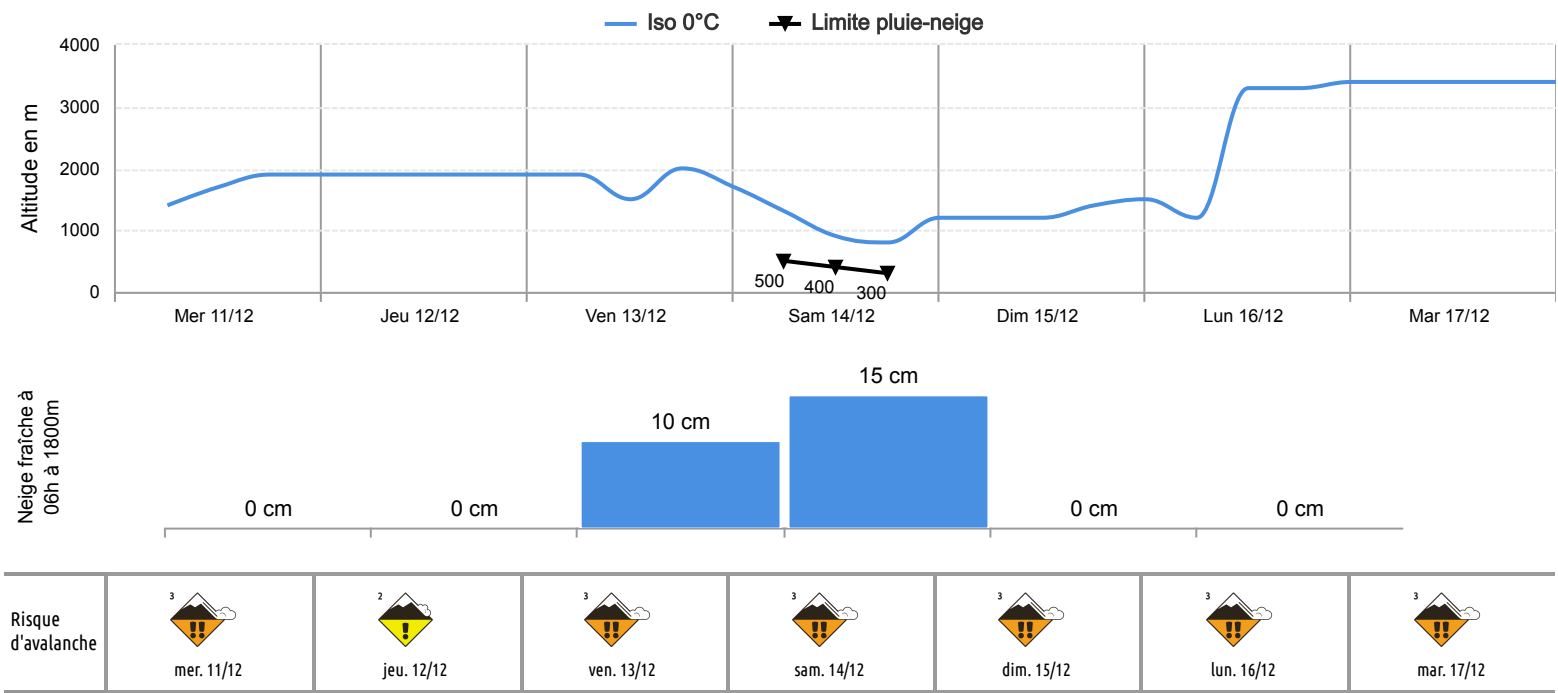 Iso 0°C Limite pluie-neige
Altitude en m
4000
3000
2000
1000
0
500 400 300
Mer 11/12 Jeu 12/12 Ven 13/12 Sam 14/12 Dim 15/12 Lun 16/12 Mar 17/12
Neige fraîche à
06h à 1800m
0 cm 0 cm 10 cm 15 cm 0 cm 0 cm
Risque
d'avalanche
3 2 3 3 3 3 3
!! ! !! !! !! !! !!
mer. 11/12 jeu. 12/12 ven. 13/12 sam. 14/12 dim. 15/12 lun. 16/12 mar. 17/12